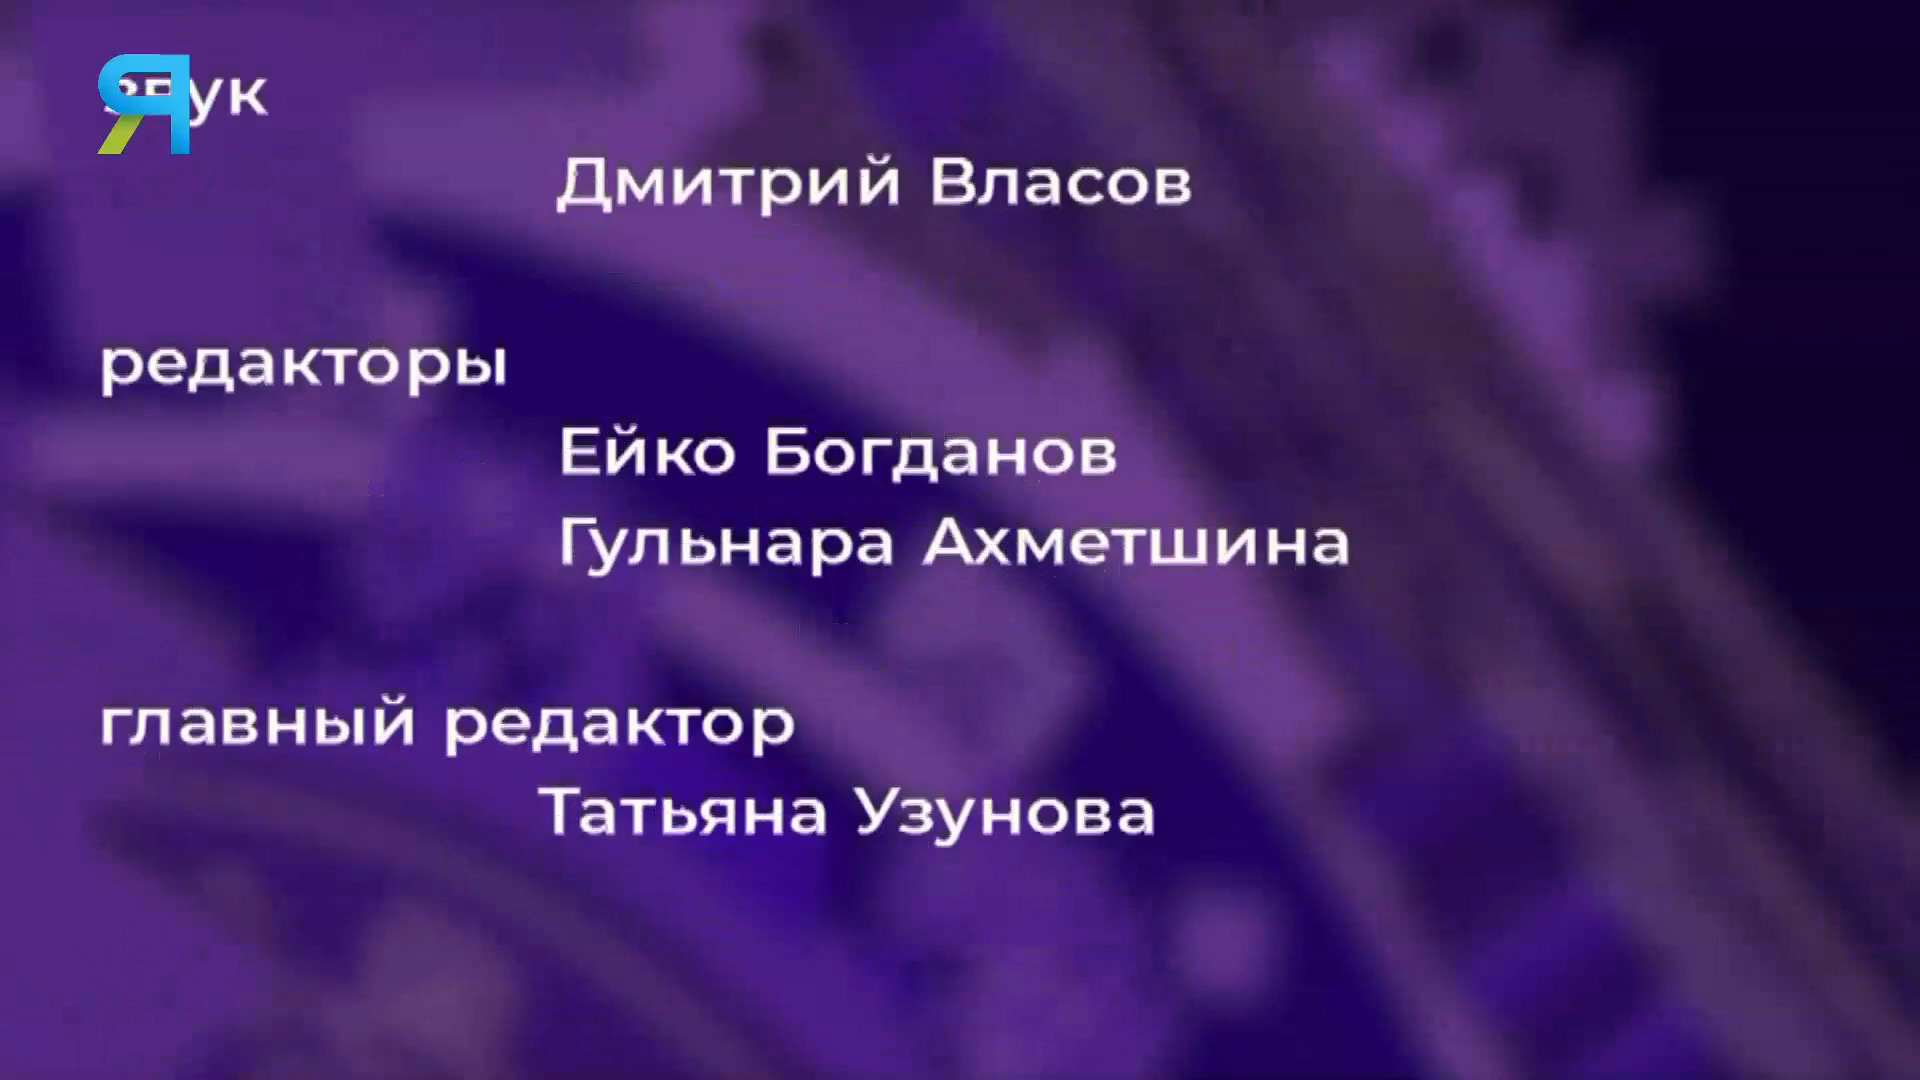 звук
Дмитрий Власов
редакторы
Ейко Богданов
Гульнара Ахметшина
главный редактор
Татьяна Узунова